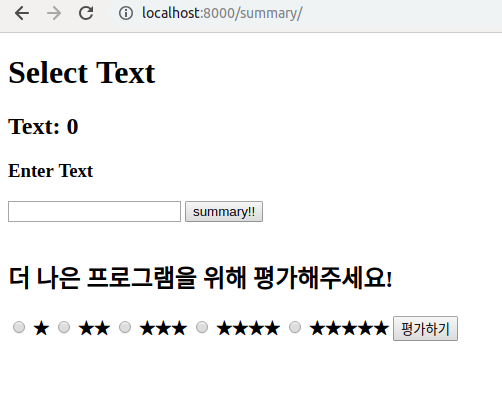 localhost:8000/summary/
Select Text
Text: 0
Enter Text
summary!!
더 나은 프로그램을 위해 평가해주세요!
★ ★★ ★★★ ★★★★ ★★★★★ 평가하기